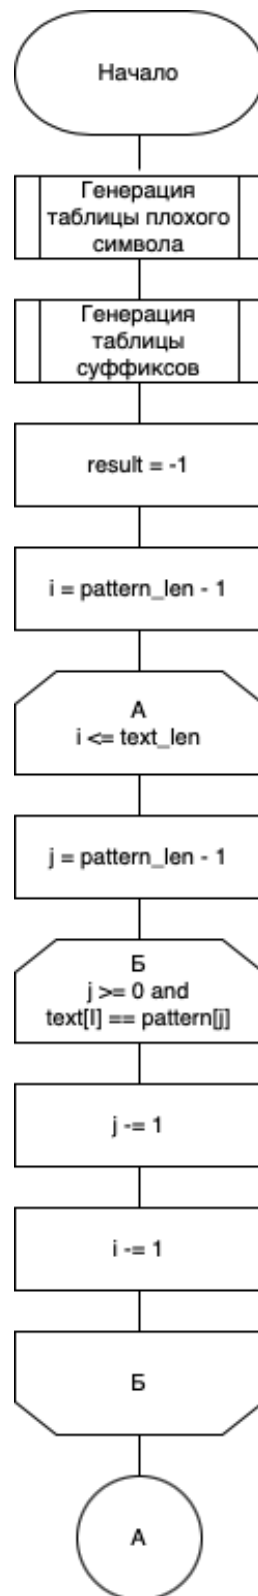 Начало
Генерация
таблицы плохого
символа
Генерация
таблицы
суффиксов
result = -1
i = pattern_len - 1
А
i <= text_len
j = pattern_len - 1
Б
j >= 0 and
text[I] == pattern[j]
j -= 1
i -= 1
Б
А